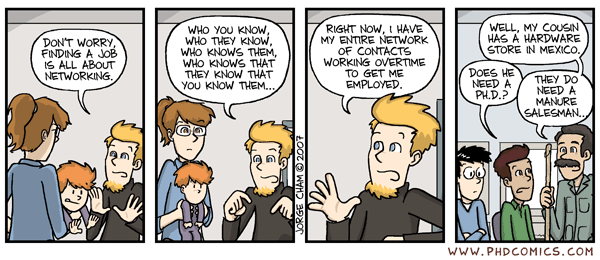 DON'T WORRY,
FINDING A JOB
IS ALL ABOUT
NETWORKING.
WHO YOU KNOW,
WHO THEY KNOW,
WHO KNOWS THEM,
WHO KNOWS THAT
THEY KNOW THAT
YOU KNOW THEM...
RIGHT NOW, I HAVE
MY ENTIRE NETWORK
OF CONTACTS
WORKING OVERTIME
TO GET ME
EMPLOYED.
WELL, MY COUSIN
HAS A HARDWARE
STORE IN MEXICO.
DOES HE
NEED A
PH.D.?
THEY DO
NEED A
MANURE
SALESMAN...
JORGE CHAM © 2007
WWW.PHDCOMICS.COM